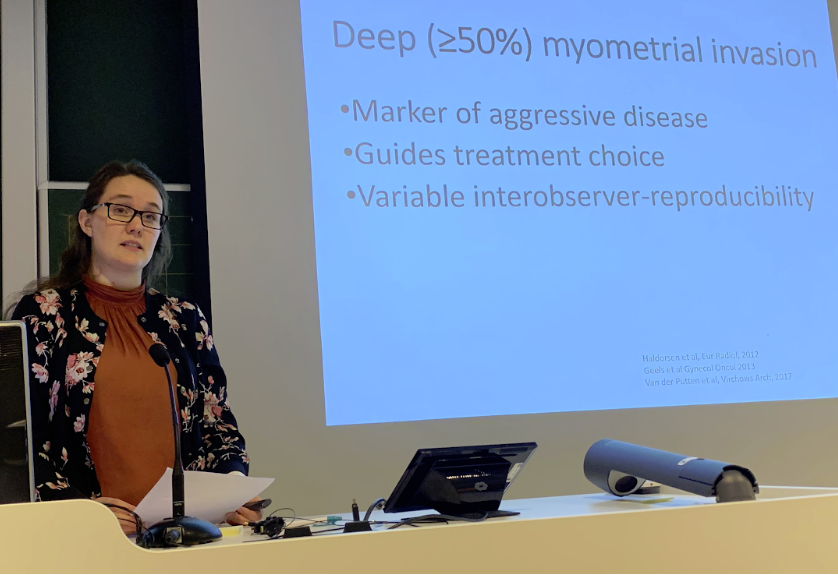 Deep (≥50%) myometrial invasion
•Marker of aggressive disease
•Guides treatment choice
•Variable interobserver-reproducibility
Haldorsen et al, Eur Radiol, 2012
Geels et al Gynecol Oncol 2013
Van der Putten et al, Virchows Arch, 2017